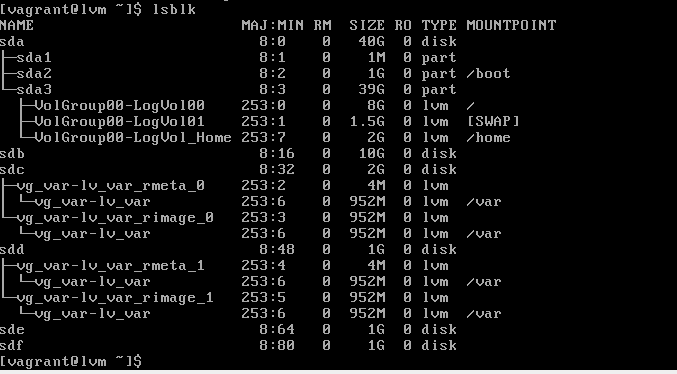 [vagrant@lvm ~]$ lsblk
NAME                         MAJ:MIN RM  SIZE RO TYPE MOUNTPOINT
sda                            8:0    0   40G  0 disk
├─sda1                         8:1    0    1M  0 part
├─sda2                         8:2    0    1G  0 part /boot
└─sda3                         8:3    0   39G  0 part
  ├─VolGroup00-LogVol00      253:0    0    8G  0 lvm  /
  ├─VolGroup00-LogVol01      253:1    0  1.5G  0 lvm  [SWAP]
  └─VolGroup00-LogVol_Home   253:7    0    2G  0 lvm  /home
sdb                            8:16   0   10G  0 disk
sdc                            8:32   0    2G  0 disk
├─vg_var-lv_var_rmeta_0      253:2    0    4M  0 lvm
│ └─vg_var-lv_var            253:6    0  952M  0 lvm  /var
└─vg_var-lv_var_rimage_0     253:3    0  952M  0 lvm
  └─vg_var-lv_var            253:6    0  952M  0 lvm  /var
sdd                            8:48   0    1G  0 disk
├─vg_var-lv_var_rmeta_1      253:4    0    4M  0 lvm
│ └─vg_var-lv_var            253:6    0  952M  0 lvm  /var
└─vg_var-lv_var_rimage_1     253:5    0  952M  0 lvm
  └─vg_var-lv_var            253:6    0  952M  0 lvm  /var
sde                            8:64   0    1G  0 disk
sdf                            8:80   0    1G  0 disk
[vagrant@lvm ~]$